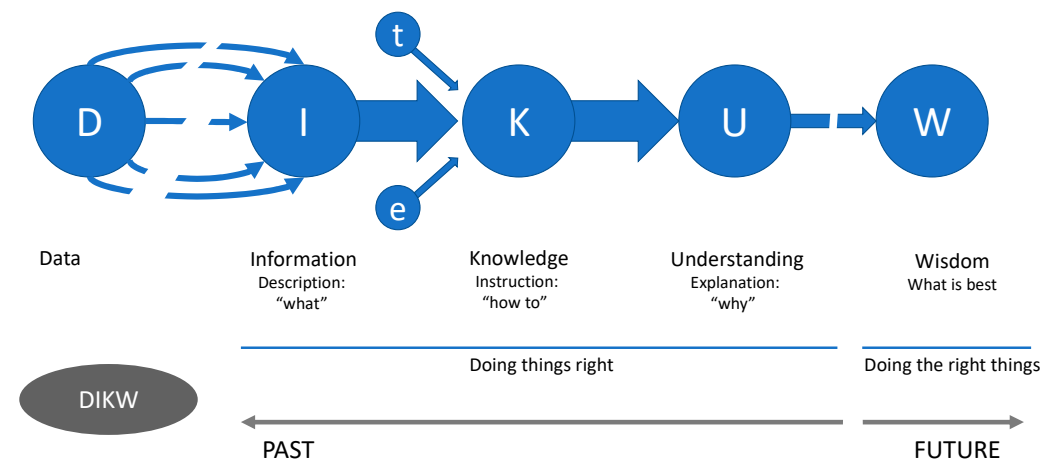 t
D
I
K
U
W
e
Data
Information
Description:
“what”
Knowledge
Instruction:
“how to”
Understanding
Explanation:
“why”
Wisdom
What is best
Doing things right
Doing the right things
DIKW
PAST
FUTURE